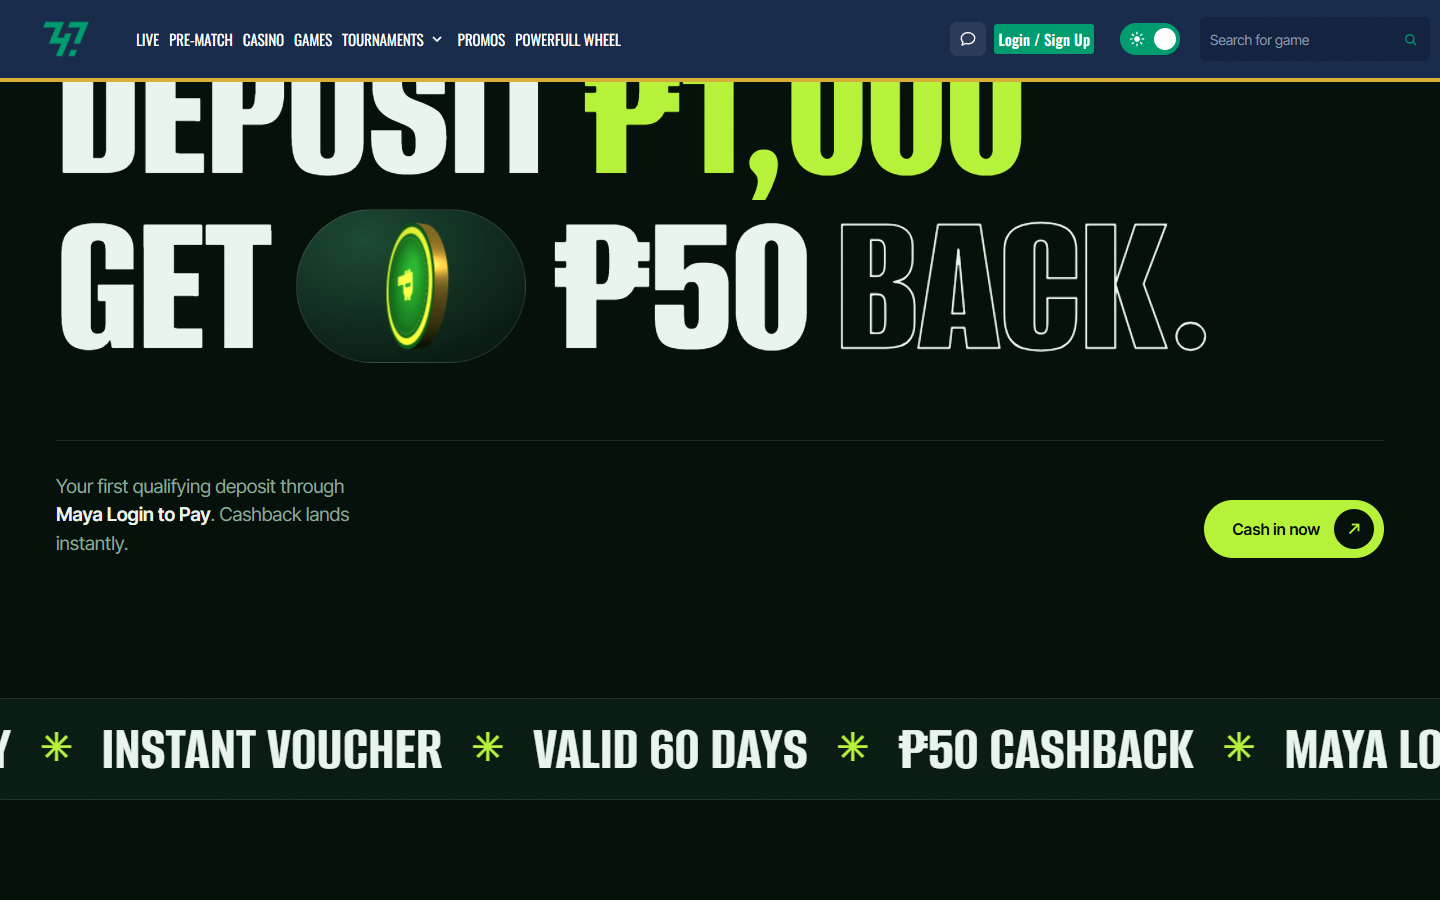 LIVE PRE-MATCH CASINO GAMES TOURNAMENTS PROMOS POWERFULL WHEEL Login / Sign Up Search for game
DEPOSIT ₱1,000
GET ₱50 BACK.
Your first qualifying deposit through
Maya Login to Pay. Cashback lands
instantly.
Cash in now
Y ✳ INSTANT VOUCHER ✳ VALID 60 DAYS ✳ ₱50 CASHBACK ✳ MAYA LO